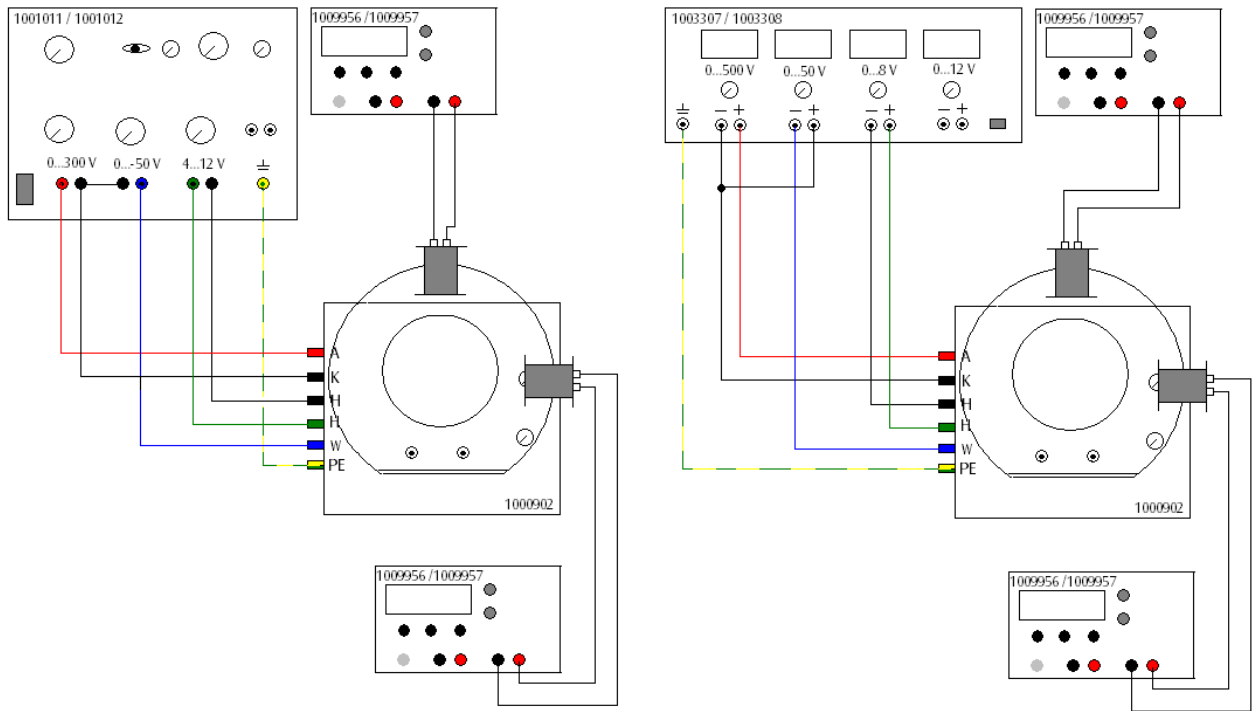 1001011 / 1001012
0...300 V 0...-50 V 4...12 V
1009956 /1009957
A
K
H
H
W
PE
1000902
1009956 /1009957
1003307 / 1003308
0...500 V 0...50 V 0...8 V 0...12 V
− + − + − + − +
1009956 /1009957
A
K
H
H
W
PE
1000902
1009956 /1009957